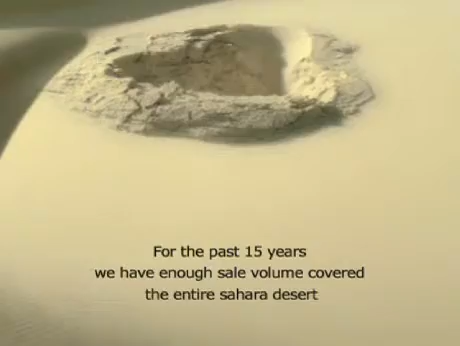 For the past 15 years
we have enough sale volume covered
the entire sahara desert